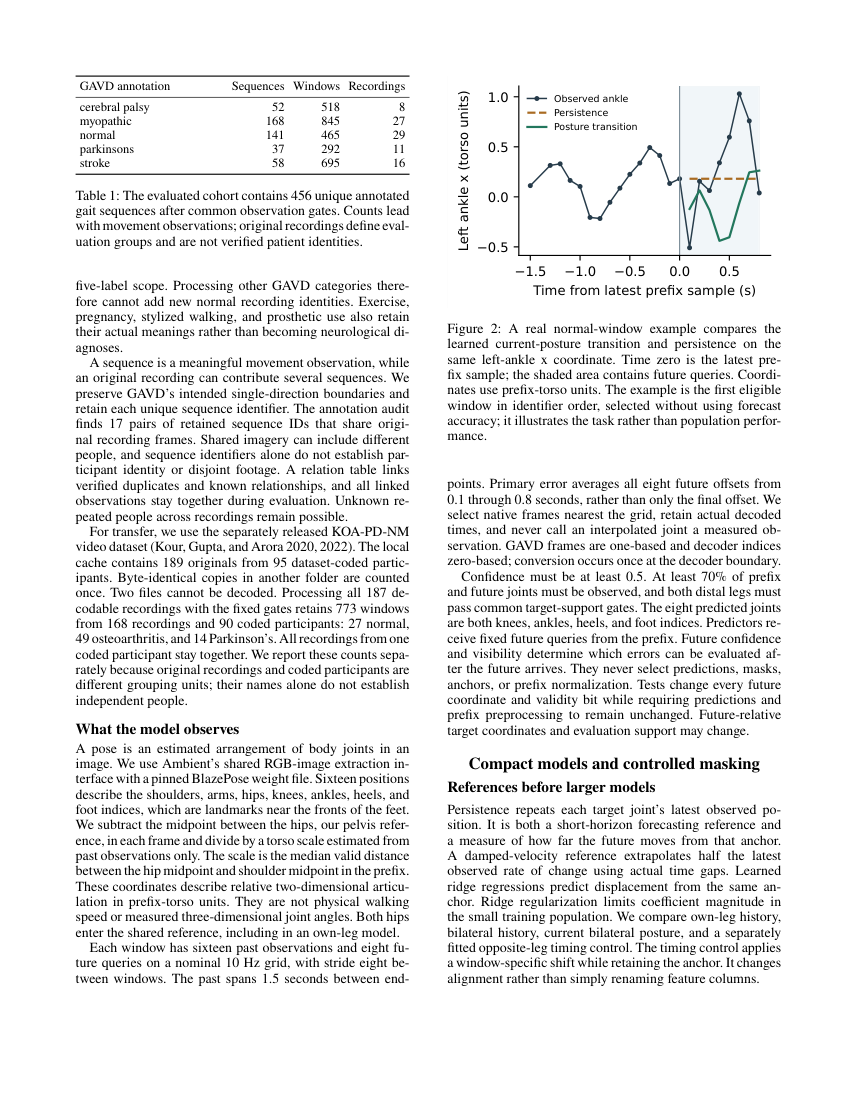 GAVD annotation Sequences Windows Recordings
cerebral palsy 52 518 8
myopathic 168 845 27
normal 141 465 29
parkinsons 37 292 11
stroke 58 695 16
Table 1: The evaluated cohort contains 456 unique annotated
gait sequences after common observation gates. Counts lead
with movement observations; original recordings define eval-
uation groups and are not verified patient identities.
five-label scope. Processing other GAVD categories there-
fore cannot add new normal recording identities. Exercise,
pregnancy, stylized walking, and prosthetic use also retain
their actual meanings rather than becoming neurological di-
agnoses.
A sequence is a meaningful movement observation, while
an original recording can contribute several sequences. We
preserve GAVD's intended single-direction boundaries and
retain each unique sequence identifier. The annotation audit
finds 17 pairs of retained sequence IDs that share origi-
nal recording frames. Shared imagery can include different
people, and sequence identifiers alone do not establish par-
ticipant identity or disjoint footage. A relation table links
verified duplicates and known relationships, and all linked
observations stay together during evaluation. Unknown re-
peated people across recordings remain possible.
For transfer, we use the separately released KOA-PD-NM
video dataset (Kour, Gupta, and Arora 2020, 2022). The local
cache contains 189 originals from 95 dataset-coded partic-
ipants. Byte-identical copies in another folder are counted
once. Two files cannot be decoded. Processing all 187 de-
codable recordings with the fixed gates retains 773 windows
from 168 recordings and 90 coded participants: 27 normal,
49 osteoarthritis, and 14 Parkinson's. All recordings from one
coded participant stay together. We report these counts sepa-
rately because original recordings and coded participants are
different grouping units; their names alone do not establish
independent people.
What the model observes
A pose is an estimated arrangement of body joints in an
image. We use Ambient's shared RGB-image extraction in-
terface with a pinned BlazePose weight file. Sixteen positions
describe the shoulders, arms, hips, knees, ankles, heels, and
foot indices, which are landmarks near the fronts of the feet.
We subtract the midpoint between the hips, our pelvis refer-
ence, in each frame and divide by a torso scale estimated from
past observations only. The scale is the median valid distance
between the hip midpoint and shoulder midpoint in the prefix.
These coordinates describe relative two-dimensional articu-
lation in prefix-torso units. They are not physical walking
speed or measured three-dimensional joint angles. Both hips
enter the shared reference, including in an own-leg model.
Each window has sixteen past observations and eight fu-
ture queries on a nominal 10 Hz grid, with stride eight be-
tween windows. The past spans 1.5 seconds between end-
Left ankle x (torso units)
1.0
0.5
0.0
−0.5
Observed ankle
Persistence
Posture transition
−1.5 −1.0 −0.5 0.0 0.5
Time from latest prefix sample (s)
Figure 2: A real normal-window example compares the
learned current-posture transition and persistence on the
same left-ankle x coordinate. Time zero is the latest pre-
fix sample; the shaded area contains future queries. Coordi-
nates use prefix-torso units. The example is the first eligible
window in identifier order, selected without using forecast
accuracy; it illustrates the task rather than population perfor-
mance.
points. Primary error averages all eight future offsets from
0.1 through 0.8 seconds, rather than only the final offset. We
select native frames nearest the grid, retain actual decoded
times, and never call an interpolated joint a measured ob-
servation. GAVD frames are one-based and decoder indices
zero-based; conversion occurs once at the decoder boundary.
Confidence must be at least 0.5. At least 70% of prefix
and future joints must be observed, and both distal legs must
pass common target-support gates. The eight predicted joints
are both knees, ankles, heels, and foot indices. Predictors re-
ceive fixed future queries from the prefix. Future confidence
and visibility determine which errors can be evaluated af-
ter the future arrives. They never select predictions, masks,
anchors, or prefix normalization. Tests change every future
coordinate and validity bit while requiring predictions and
prefix preprocessing to remain unchanged. Future-relative
target coordinates and evaluation support may change.
Compact models and controlled masking
References before larger models
Persistence repeats each target joint's latest observed po-
sition. It is both a short-horizon forecasting reference and
a measure of how far the future moves from that anchor.
A damped-velocity reference extrapolates half the latest
observed rate of change using actual time gaps. Learned
ridge regressions predict displacement from the same an-
chor. Ridge regularization limits coefficient magnitude in
the small training population. We compare own-leg history,
bilateral history, current bilateral posture, and a separately
fitted opposite-leg timing control. The timing control applies
a window-specific shift while retaining the anchor. It changes
alignment rather than simply renaming feature columns.